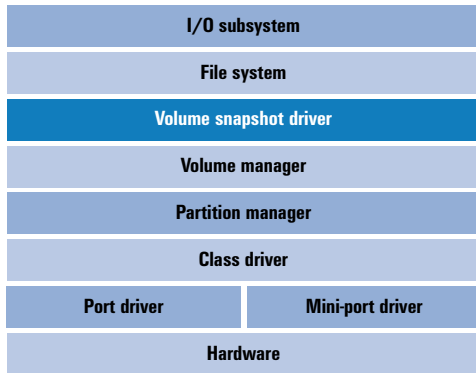 I/O subsystem
File system
Volume snapshot driver
Volume manager
Partition manager
Class driver
Port driver
Mini-port driver
Hardware